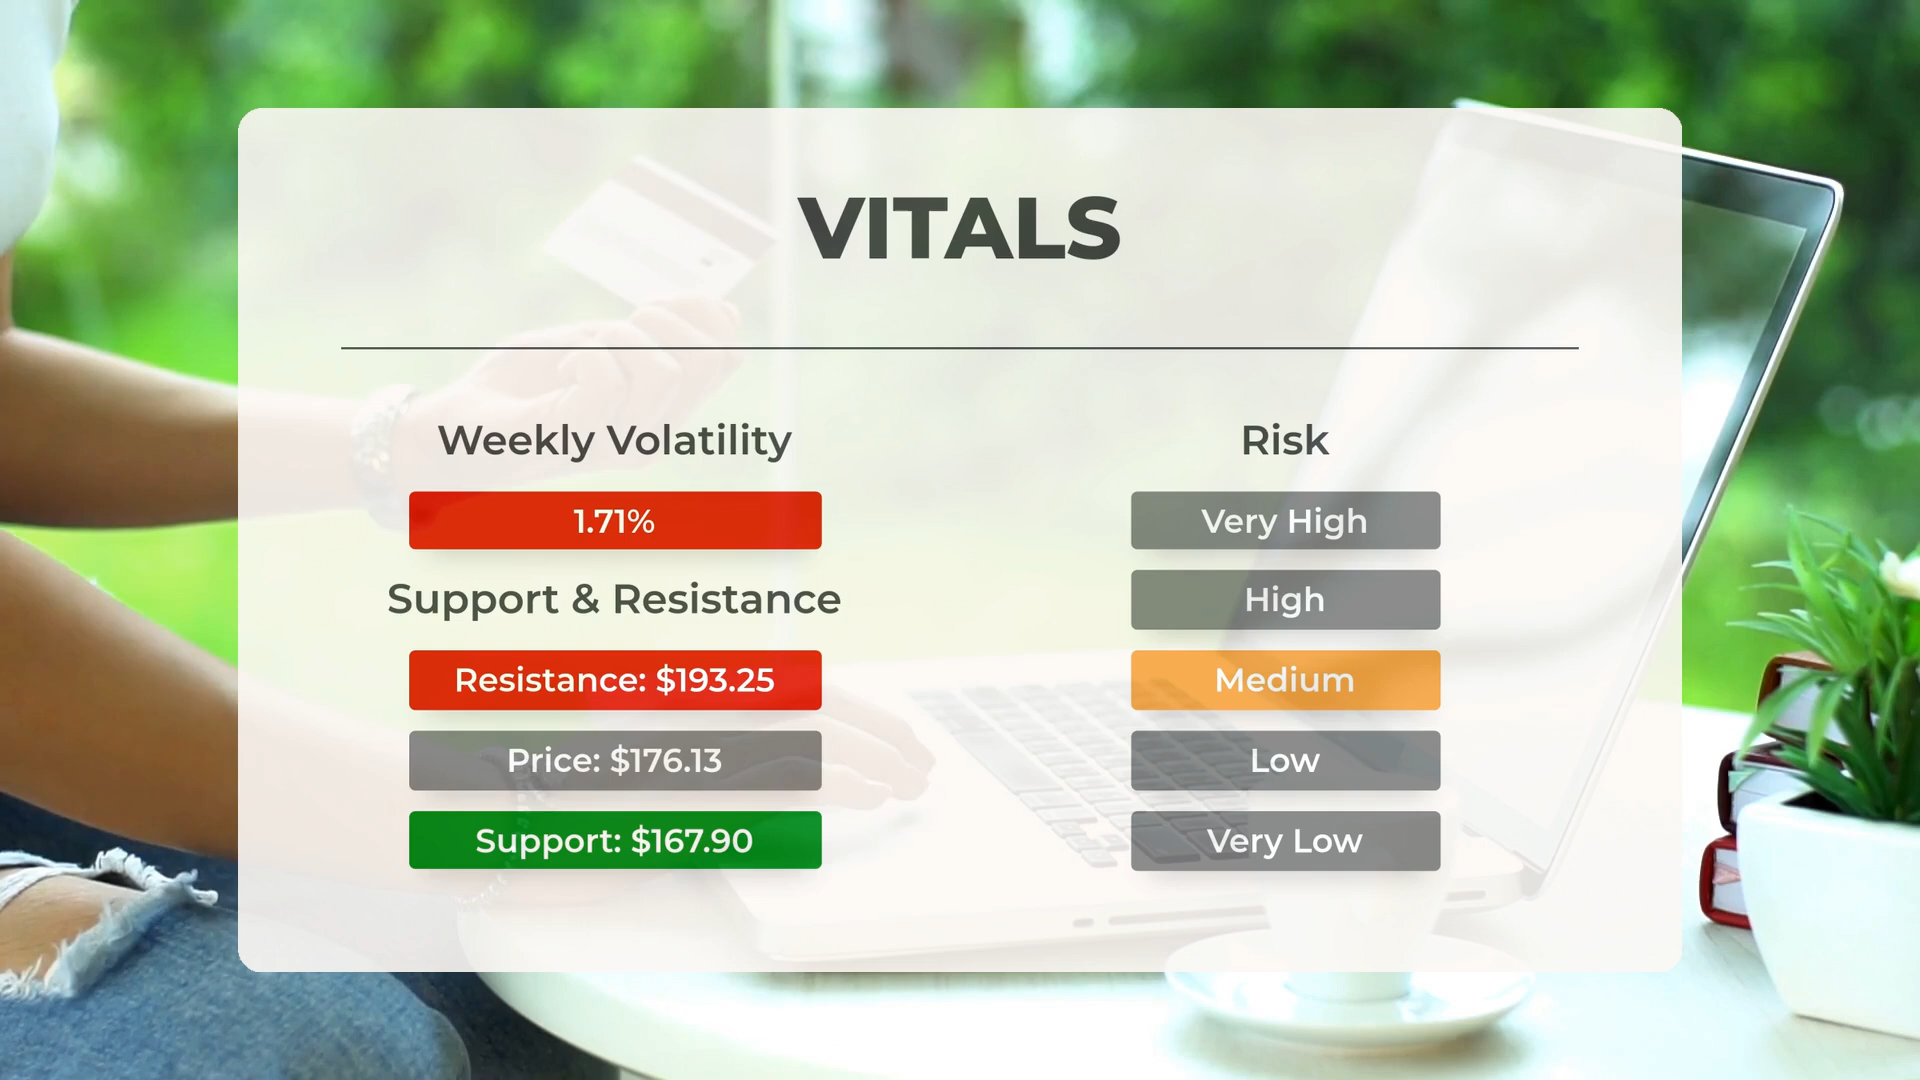 VITALS
Weekly Volatility
1.71%
Support & Resistance
Resistance: $193.25
Price: $176.13
Support: $167.90
Risk
Very High
High
Medium
Low
Very Low